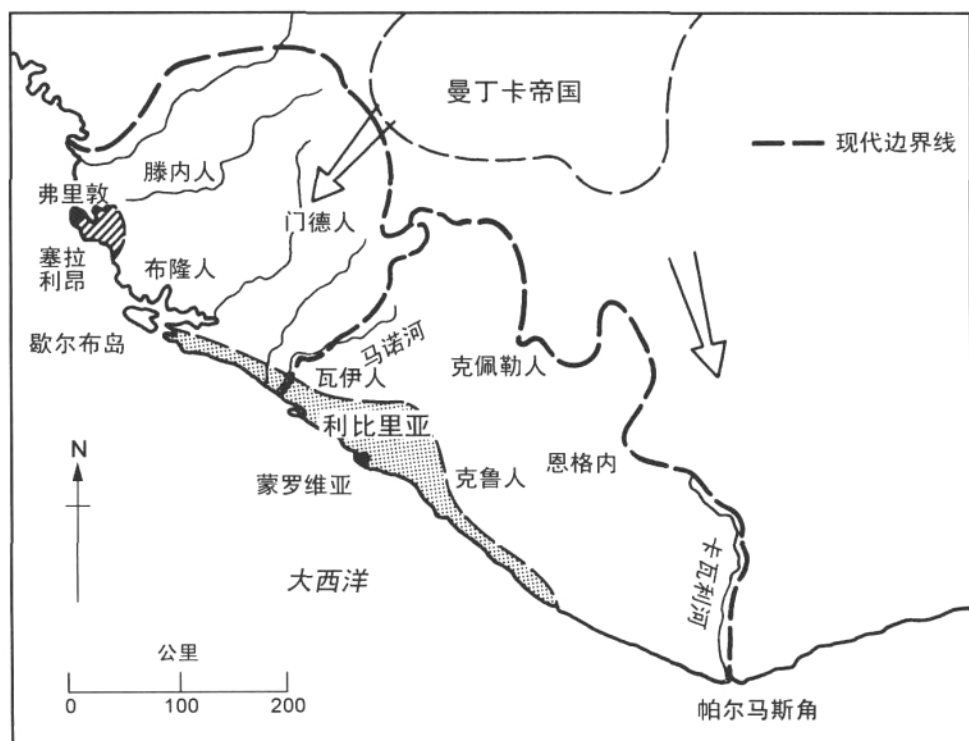 曼丁卡帝国
现代边界线
滕内人
弗里敦
门德人
塞拉
利昂
布隆人
歇尔布岛
马诺河
克佩勒人
瓦伊人
利比里亚
恩格内
克鲁人
N
蒙罗维亚
大西洋
卡瓦利河
公里
0 100 200
帕尔马斯角